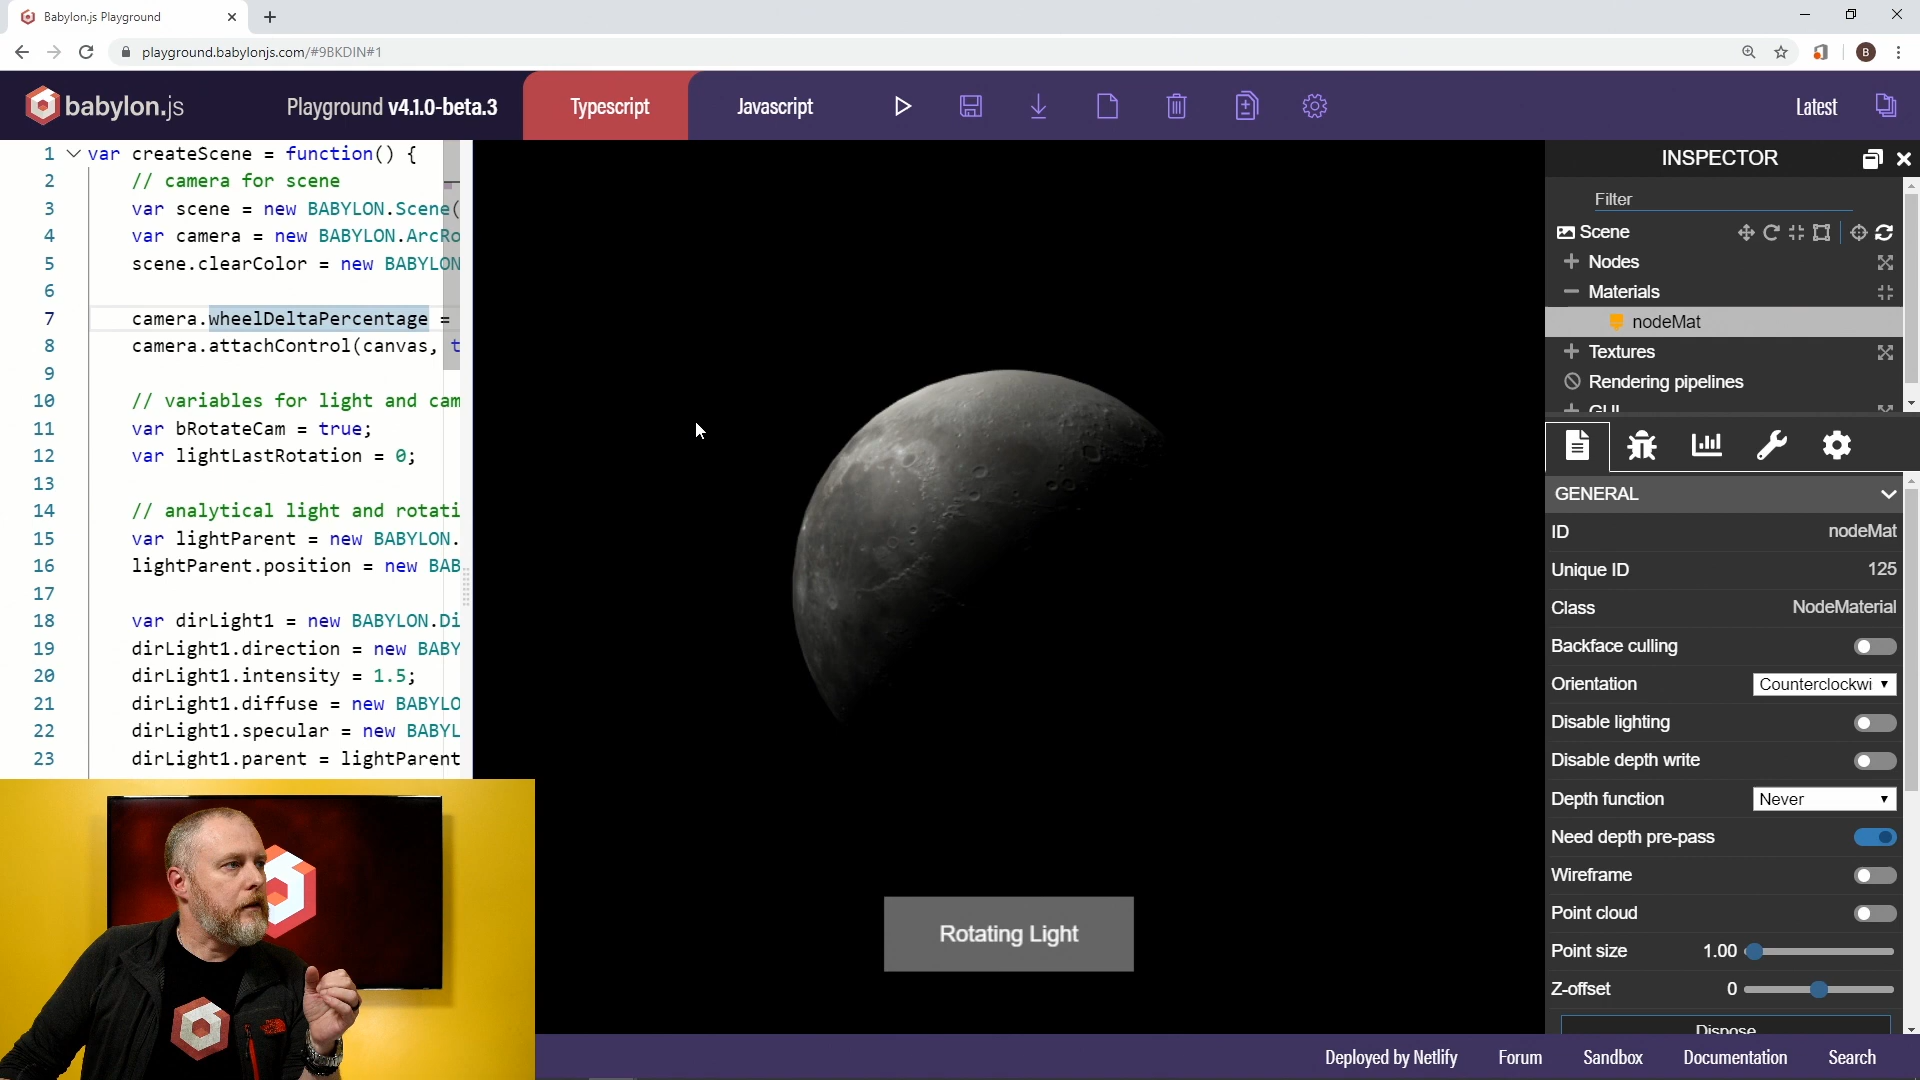 Babylon.js Playground
playground.babylonjs.com/#9BKDIN#1
B
babylon.js
Playground v4.1.0-beta.3
Typescript
Javascript
Latest
1 var createScene = function() {
2 // camera for scene
3 var scene = new BABYLON.Scene(
4 var camera = new BABYLON.ArcRo
5 scene.clearColor = new BABYLON
6
7 camera.wheelDeltaPercentage =
8 camera.attachControl(canvas, t
9
10 // variables for light and cam
11 var bRotateCam = true;
12 var lightLastRotation = 0;
13
14 // analytical light and rotati
15 var lightParent = new BABYLON.
16 lightParent.position = new BAB
17
18 var dirLight1 = new BABYLON.Di
19 dirLight1.direction = new BABY
20 dirLight1.intensity = 1.5;
21 dirLight1.diffuse = new BABYLO
22 dirLight1.specular = new BABYL
23 dirLight1.parent = lightParent
Rotating Light
INSPECTOR
Filter
Scene
Nodes
Materials
nodeMat
Textures
Rendering pipelines
GUI
GENERAL
ID nodeMat
Unique ID 125
Class NodeMaterial
Backface culling
Orientation Counterclockwi
Disable lighting
Disable depth write
Depth function Never
Need depth pre-pass
Wireframe
Point cloud
Point size 1.00
Z-offset 0
Dispose
Deployed by Netlify Forum Sandbox Documentation Search